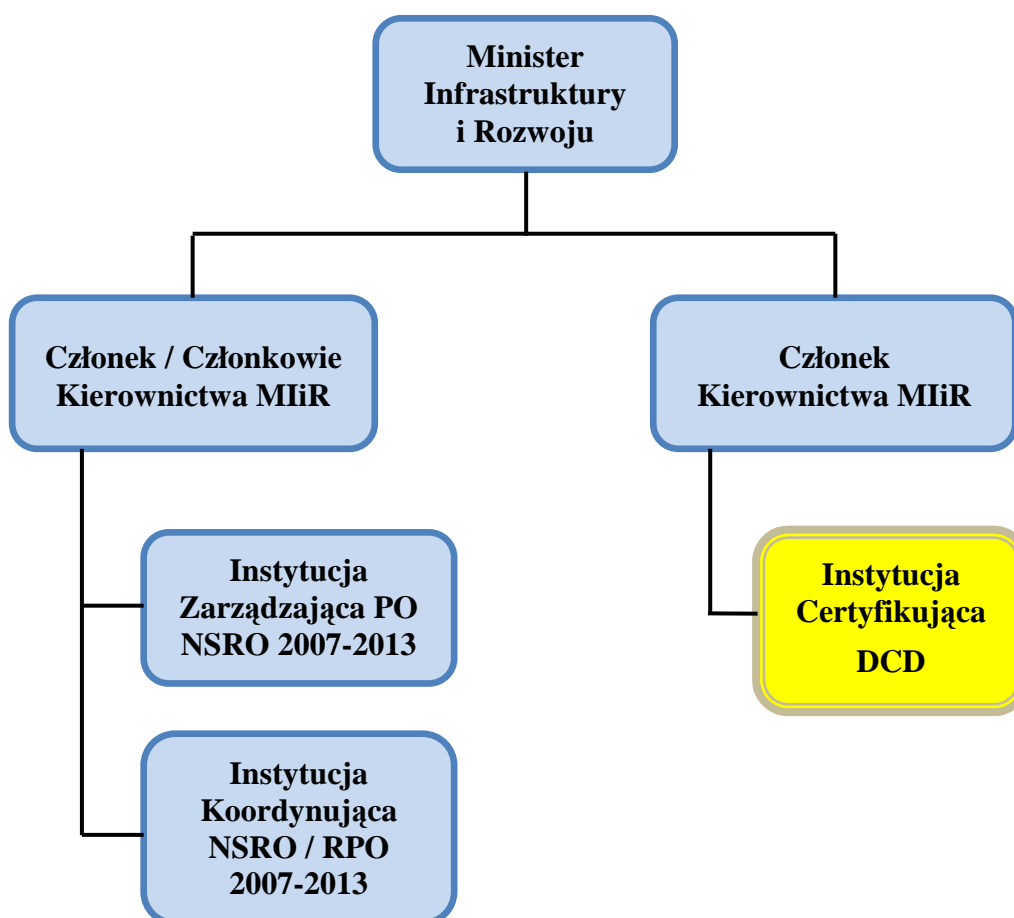 Minister
Infrastruktury
i Rozwoju
Członek / Członkowie
Kierownictwa MIiR
Członek
Kierownictwa MIiR
Instytucja
Zarządzająca PO
NSRO 2007-2013
Instytucja
Certyfikująca
DCD
Instytucja
Koordynująca
NSRO / RPO
2007-2013